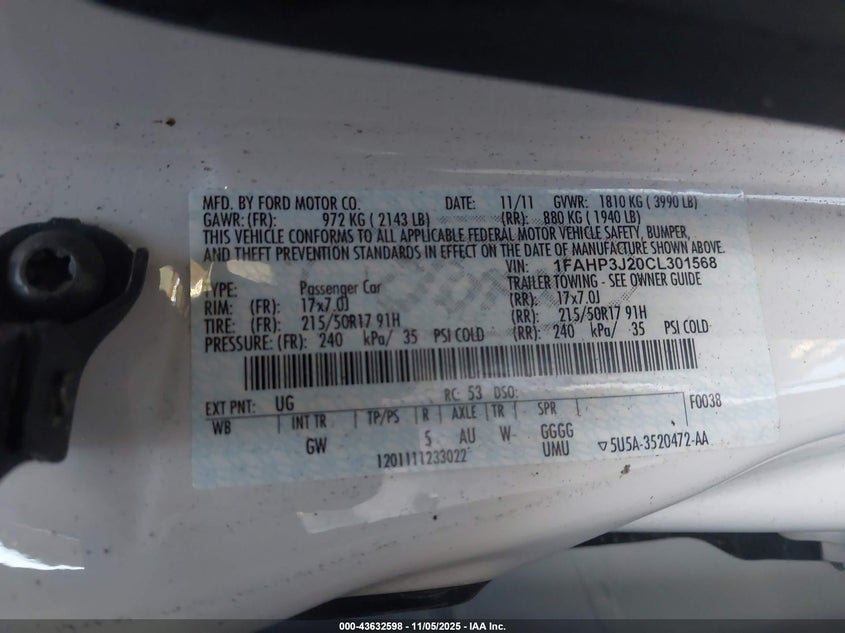 MFD. BY FORD MOTOR CO. DATE: 11/11 GVWR: 1810 KG ( 3990 LB)
GAWR: (FR): 972 KG ( 2143 LB) (RR): 880 KG ( 1940 LB)
THIS VEHICLE CONFORMS TO ALL APPLICABLE FEDERAL MOTOR VEHICLE SAFETY, BUMPER,
AND THEFT PREVENTION STANDARDS IN EFFECT ON THE DATE OF MANUFACTURE SHOWN ABOVE.
VIN: 1FAHP3J20CL301568
TYPE: Passenger Car TRAILER TOWING - SEE OWNER GUIDE
RIM: (FR): 17x7.0J (RR): 17x7.0J
TIRE: (FR): 215/50R17 91H (RR): 215/50R17 91H
PRESSURE: (FR): 240 kPa/ 35 PSI COLD (RR): 240 kPa/ 35 PSI COLD
EXT PNT: UG RC: 53 DSO: F0038
WB INT TR TP/PS R AXLE TR SPR
GW 5 AU W- GGGG
UMU ▽5U5A-3520472-AA
1201111233022
000-43632598 - 11/05/2025 - IAA Inc.